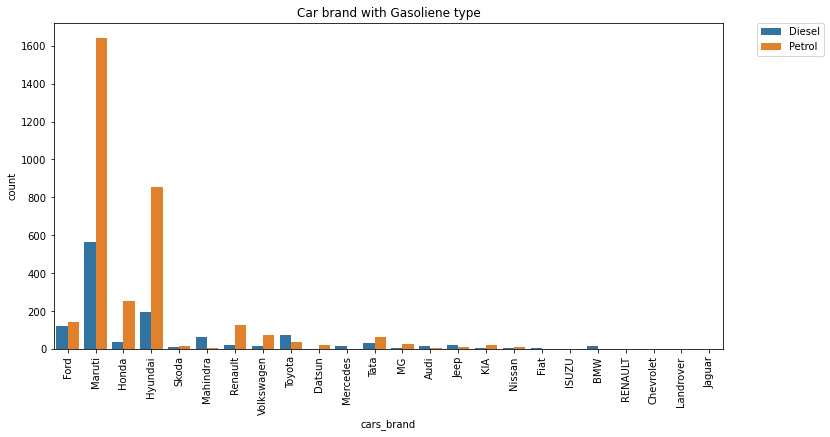 Car brand with Gasoliene type
Diesel
Petrol
count
1600
1400
1200
1000
800
600
400
200
0
Ford
Maruti
Honda
Hyundai
Skoda
Mahindra
Renault
Volkswagen
Toyota
Datsun
Mercedes
Tata
MG
Audi
Jeep
KIA
Nissan
Fiat
ISUZU
BMW
RENAULT
Chevrolet
Landrover
Jaguar
cars_brand